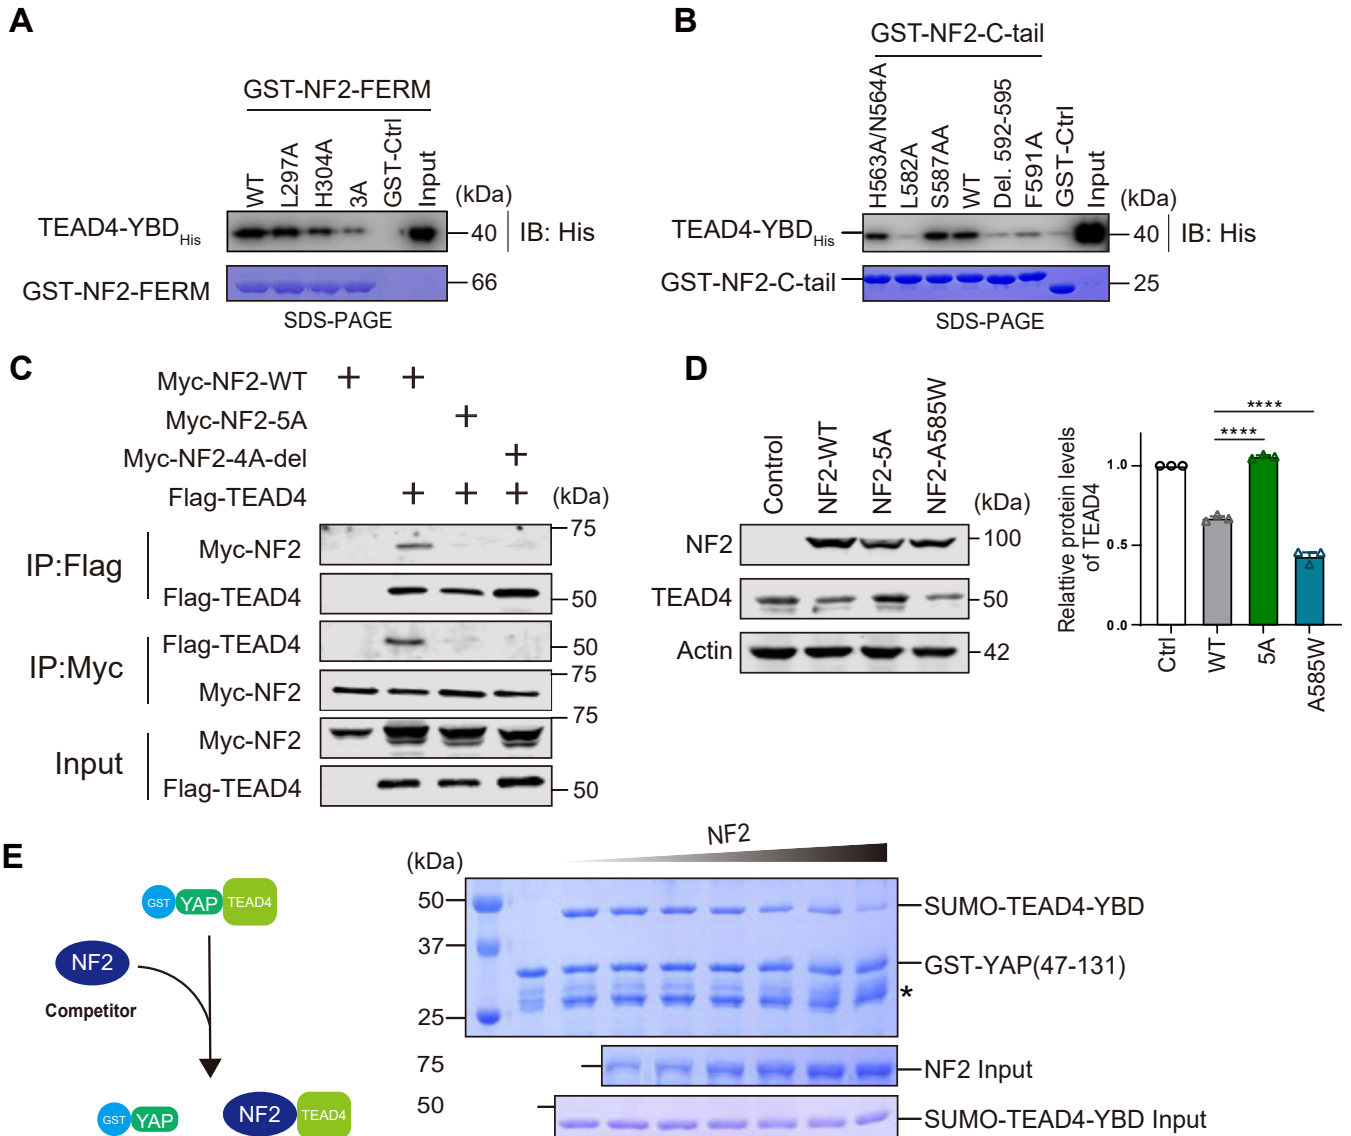 A
GST-NF2-FERM
WT
L297A
H304A
3A
GST-Ctrl
Input
(kDa)
TEAD4-YBDHis
40
IB: His
GST-NF2-FERM
66
SDS-PAGE
B
GST-NF2-C-tail
H563A/N564A
L582A
S587AA
WT
Del. 592-595
F591A
GST-Ctrl
Input
(kDa)
TEAD4-YBDHis
40
IB: His
GST-NF2-C-tail
25
SDS-PAGE
C
Myc-NF2-WT + +
Myc-NF2-5A +
Myc-NF2-4A-del +
Flag-TEAD4 + + + (kDa)
IP:Flag
Myc-NF2 75
Flag-TEAD4 50
IP:Myc
Flag-TEAD4 50
Myc-NF2 75
Input
Myc-NF2 75
Flag-TEAD4 50
D
Control
NF2-WT
NF2-5A
NF2-A585W
(kDa)
NF2 100
TEAD4 50
Actin 42
Relattive protein levels
of TEAD4
1.0
0.5
0.0
****
****
Ctrl
WT
5A
A585W
E
GST YAP TEAD4
NF2
Competitor
GST YAP
NF2 TEAD4
NF2
(kDa)
50
37
25
SUMO-TEAD4-YBD
GST-YAP(47-131)
*
75
NF2 Input
50
SUMO-TEAD4-YBD Input